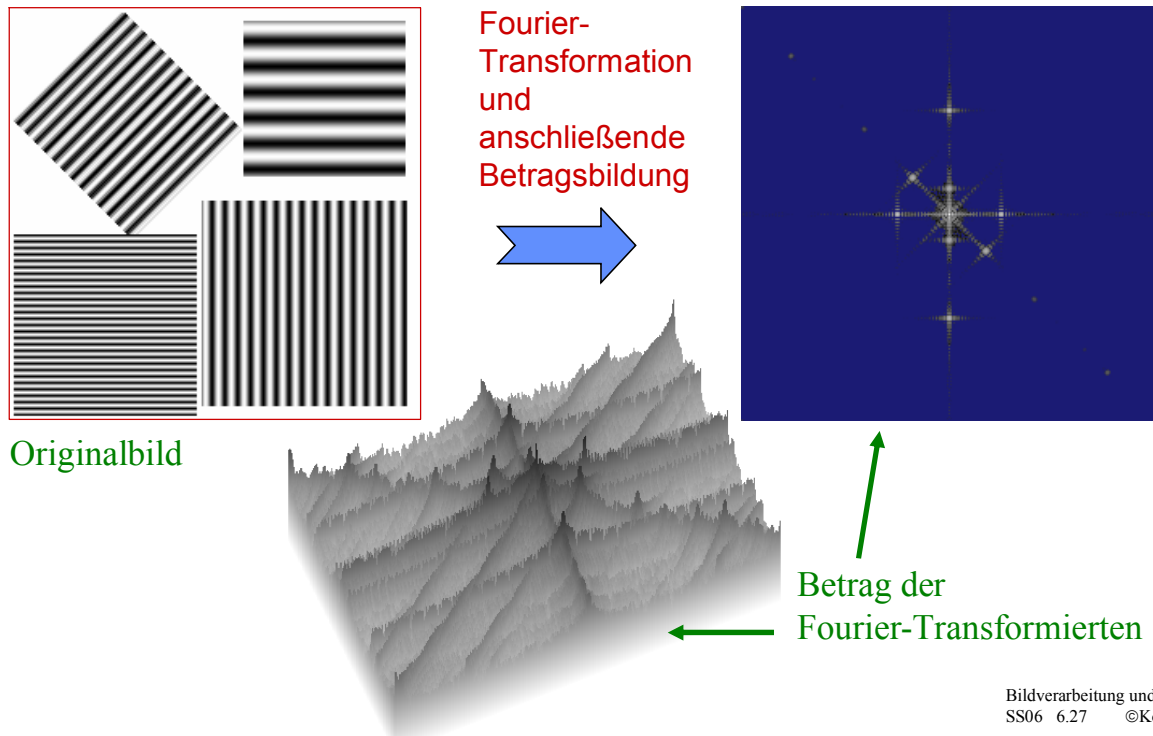 Fourier-
Transformation
und
anschließende
Betragsbildung
Originalbild
Betrag der
Fourier-Transformierten
Bildverarbeitung und
SS06 6.27